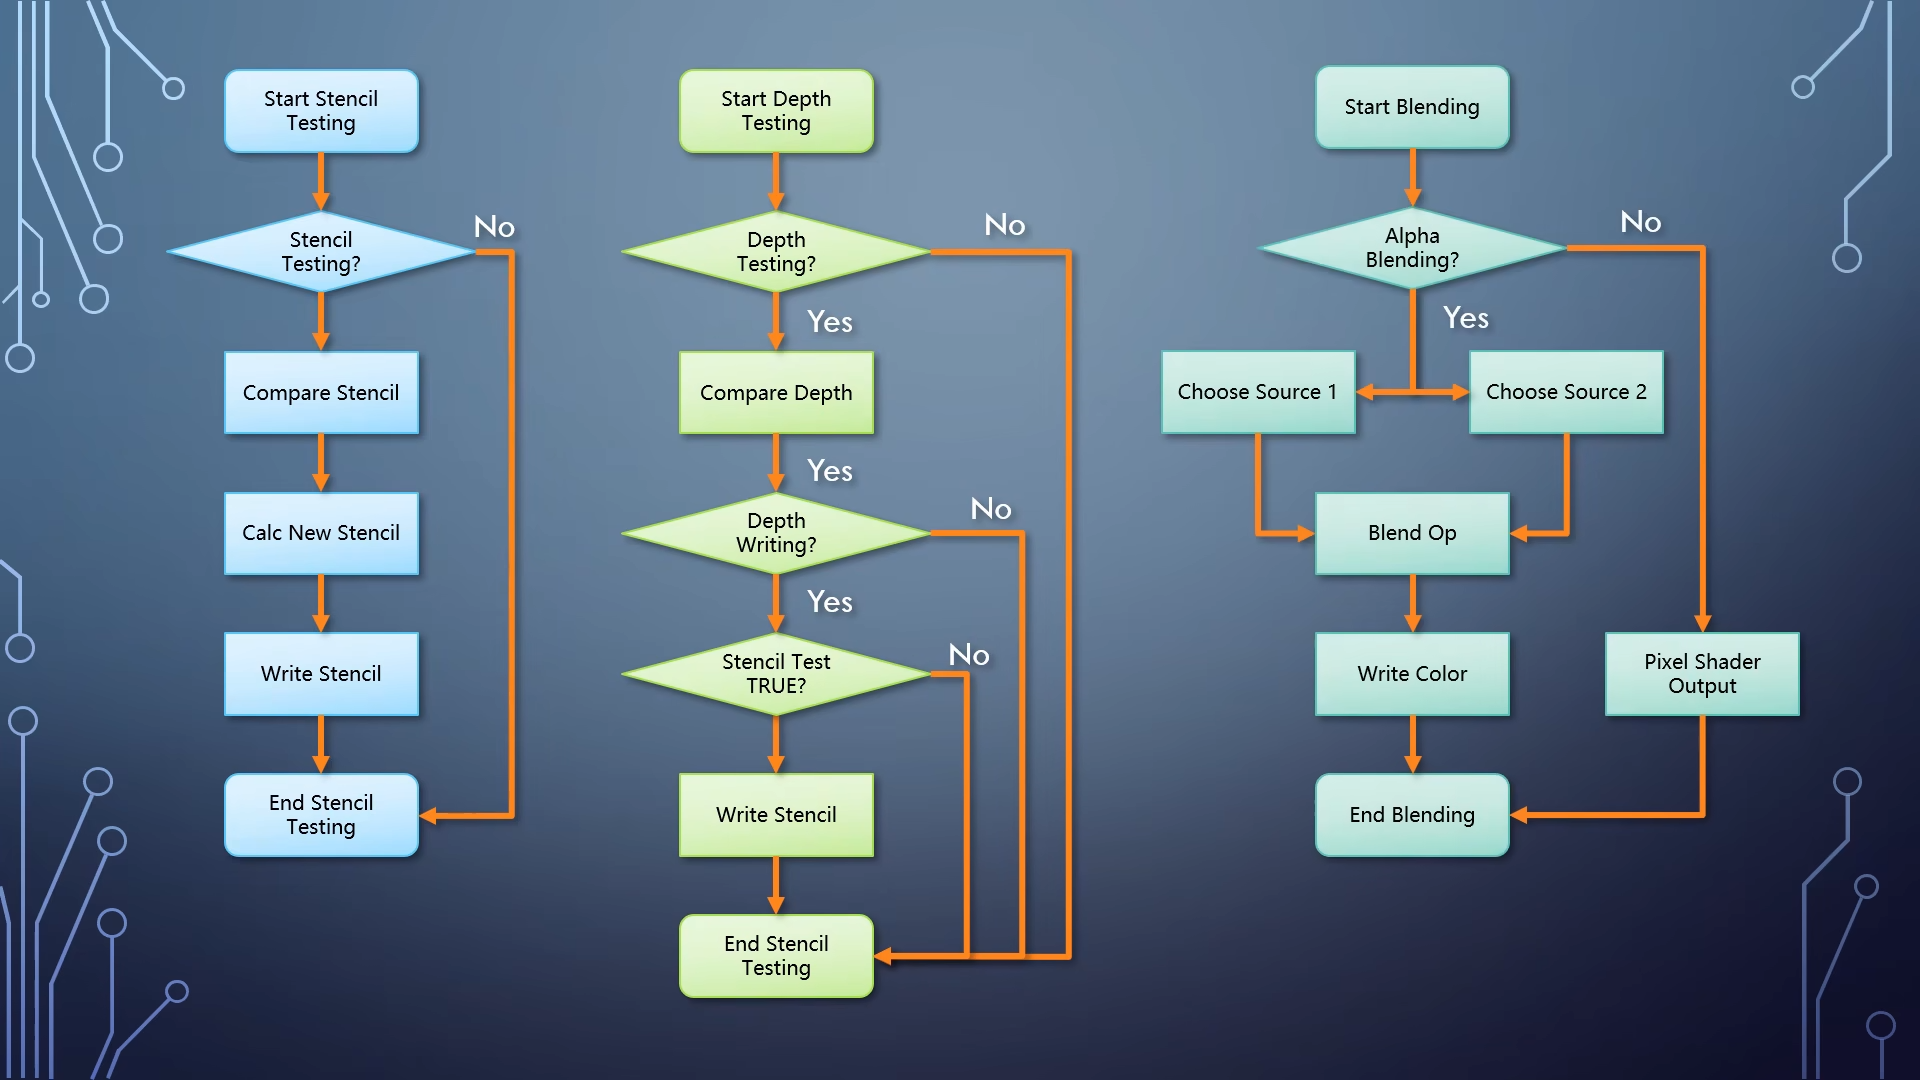 Start Stencil
Testing
Stencil
Testing?
No
Compare Stencil
Calc New Stencil
Write Stencil
End Stencil
Testing
Start Depth
Testing
Depth
Testing?
No
Yes
Compare Depth
Yes
Depth
Writing?
No
Yes
Stencil Test
TRUE?
No
Write Stencil
End Stencil
Testing
Start Blending
Alpha
Blending?
No
Yes
Choose Source 1
Choose Source 2
Blend Op
Write Color
Pixel Shader
Output
End Blending